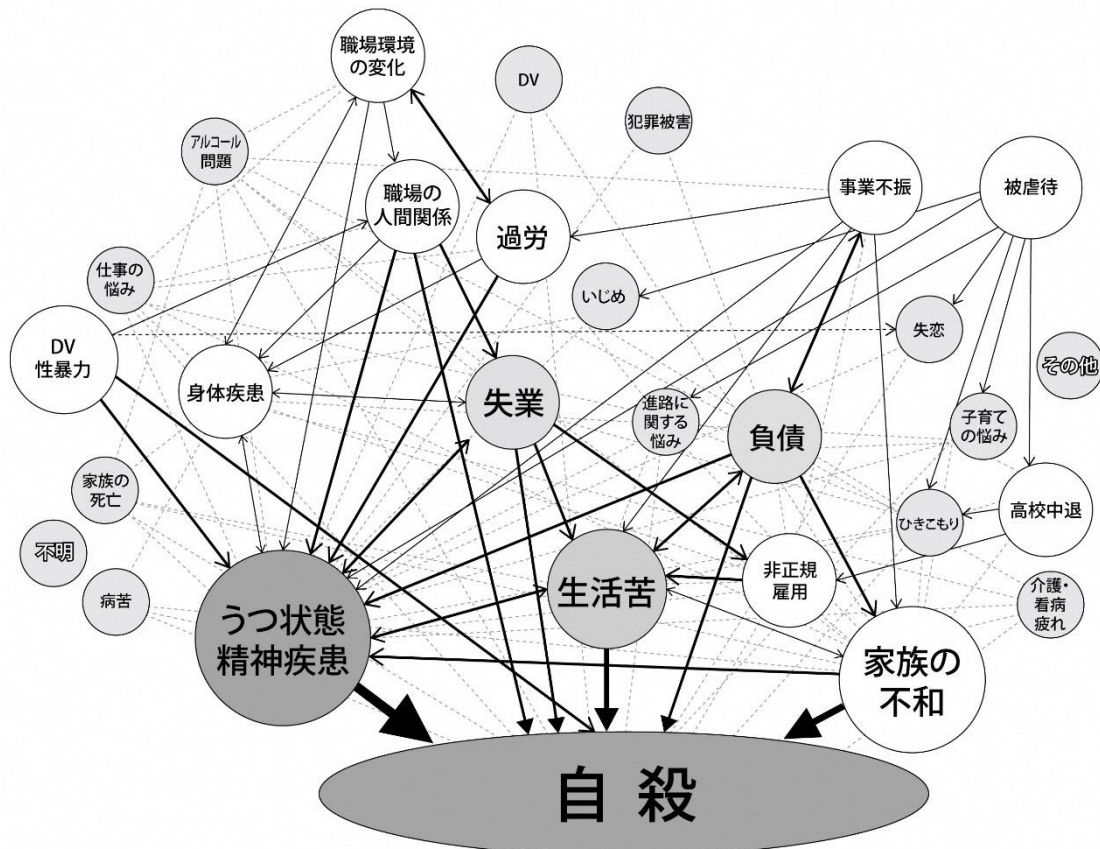 職場環境
の変化
DV
犯罪被害
アルコール
問題
職場の
人間関係
過労
事業不振
被虐待
仕事の
悩み
いじめ
失恋
DV
性暴力
身体疾患
失業
進路に
関する
悩み
負債
その他
子育て
の悩み
家族の
死亡
不明
病苦
ひきこもり
高校中退
うつ状態
精神疾患
生活苦
非正規
雇用
介護・
看病
疲れ
家族の
不和
自殺